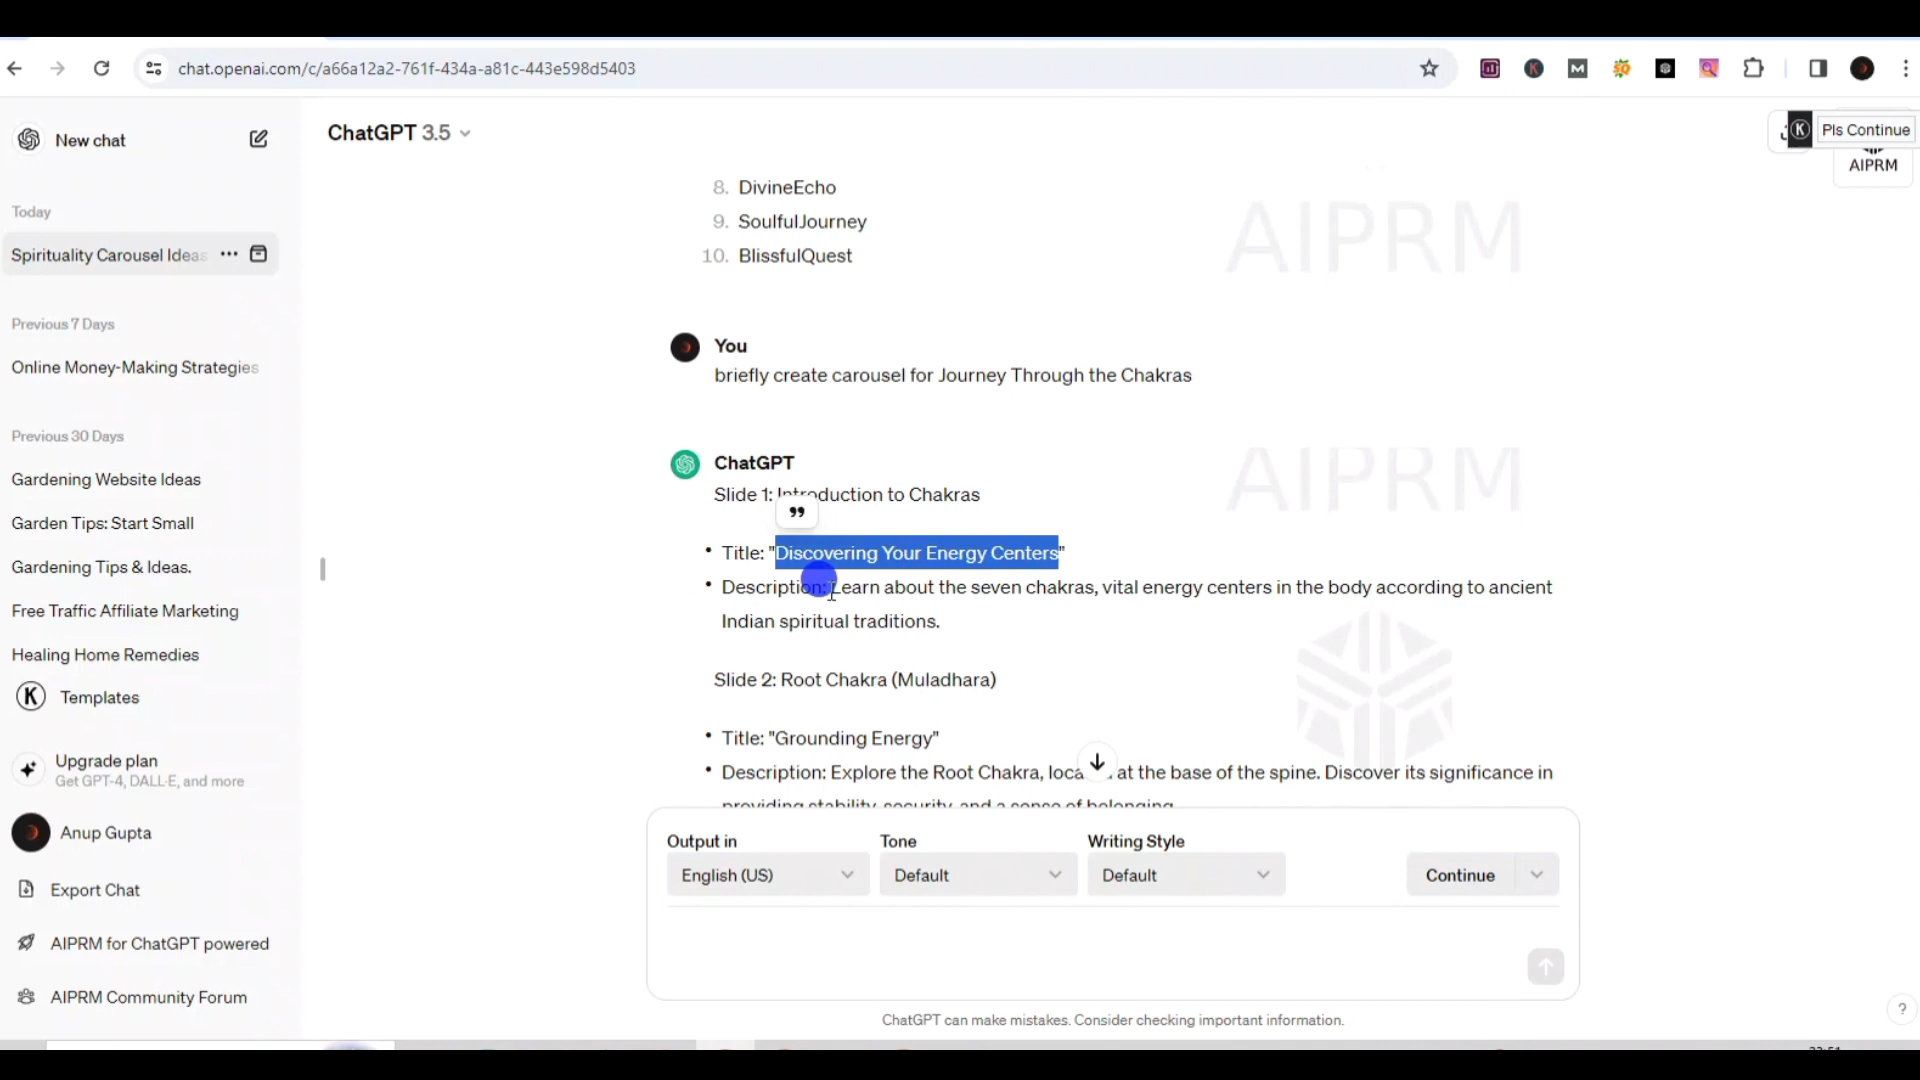 chat.openai.com/c/a66a12a2-761f-434a-a81c-443e598d5403
New chat
ChatGPT 3.5
Pls Continue
AIPRM
Today
Spirituality Carousel Ideas
Previous 7 Days
Online Money-Making Strategies
Previous 30 Days
Gardening Website Ideas
Garden Tips: Start Small
Gardening Tips & Ideas.
Free Traffic Affiliate Marketing
Healing Home Remedies
Templates
Upgrade plan
Get GPT-4, DALL·E, and more
Anup Gupta
Export Chat
AIPRM for ChatGPT powered
AIPRM Community Forum
8. DivineEcho
9. SoulfulJourney
10. BlissfulQuest
AIPRM
You
briefly create carousel for Journey Through the Chakras
AIPRM
ChatGPT
Slide 1: Introduction to Chakras
• Title: "Discovering Your Energy Centers"
• Description: Learn about the seven chakras, vital energy centers in the body according to ancient
Indian spiritual traditions.
Slide 2: Root Chakra (Muladhara)
• Title: "Grounding Energy"
• Description: Explore the Root Chakra, at the base of the spine. Discover its significance in
providing stability, security, and a sense of belonging.
Output in
Tone
Writing Style
English (US)
Default
Default
Continue
ChatGPT can make mistakes. Consider checking important information.
?